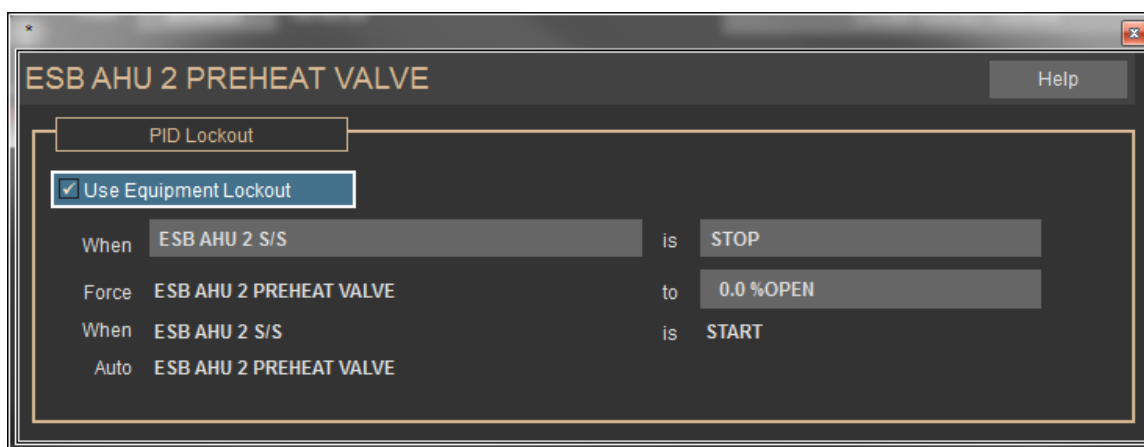 *
x
ESB AHU 2 PREHEAT VALVE
Help
PID Lockout
Use Equipment Lockout
When ESB AHU 2 S/S is STOP
Force ESB AHU 2 PREHEAT VALVE to 0.0 %OPEN
When ESB AHU 2 S/S is START
Auto ESB AHU 2 PREHEAT VALVE